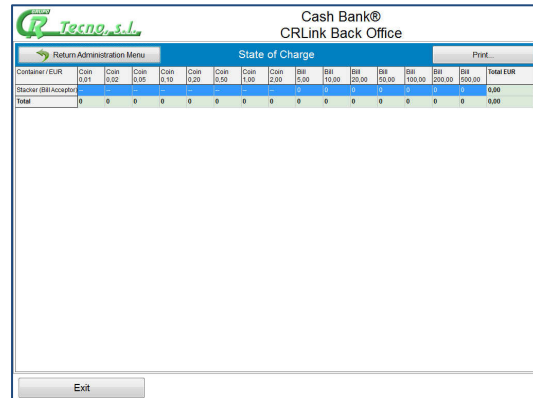 GRUPO
CR Tecno, s.l.
Cash Bank®
CRLink Back Office
Return Administration Menu
State of Charge
Print...
Container / EUR Coin 0,01 Coin 0,02 Coin 0,05 Coin 0,10 Coin 0,20 Coin 0,50 Coin 1,00 Coin 2,00 Bill 5,00 Bill 10,00 Bill 20,00 Bill 50,00 Bill 100,00 Bill 200,00 Bill 500,00 Total EUR
Stacker (Bill Acceptor) -- -- -- -- -- -- -- -- 0 0 0 0 0 0 0 0,00
Total 0 0 0 0 0 0 0 0 0 0 0 0 0 0 0 0,00
Exit